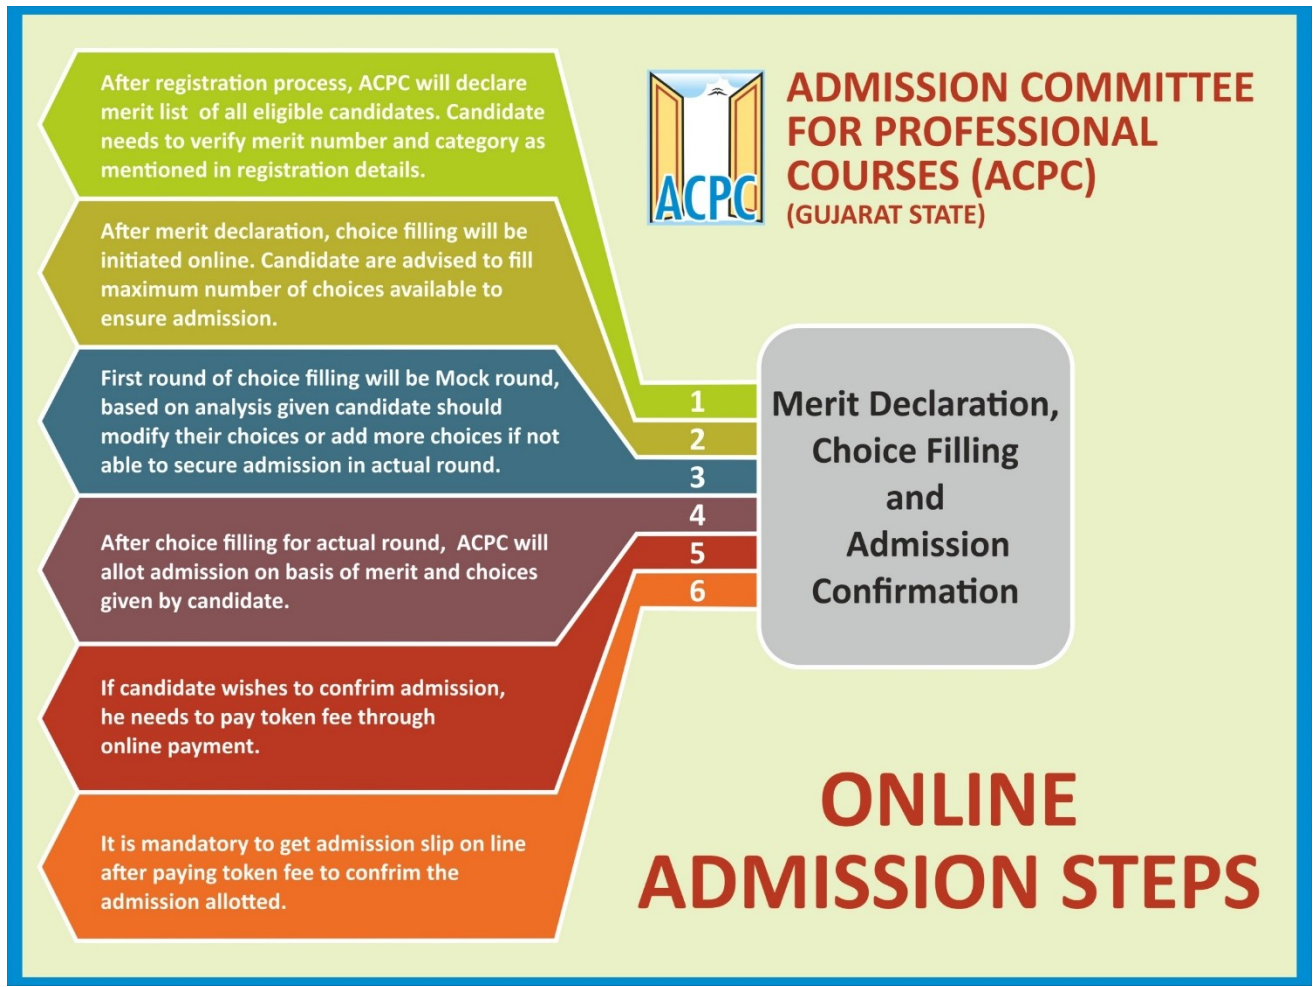 After registration process, ACPC will declare
merit list of all eligible candidates. Candidate
needs to verify merit number and category as
mentioned in registration details.
After merit declaration, choice filling will be
initiated online. Candidate are advised to fill
maximum number of choices available to
ensure admission.
First round of choice filling will be Mock round,
based on analysis given candidate should
modify their choices or add more choices if not
able to secure admission in actual round.
After choice filling for actual round, ACPC will
allot admission on basis of merit and choices
given by candidate.
If candidate wishes to confrim admission,
he needs to pay token fee through
online payment.
It is mandatory to get admission slip on line
after paying token fee to confrim the
admission allotted.
1
2
3
4
5
6
ACPC
ADMISSION COMMITTEE
FOR PROFESSIONAL
COURSES (ACPC)
(GUJARAT STATE)
Merit Declaration,
Choice Filling
and
Admission
Confirmation
ONLINE
ADMISSION STEPS